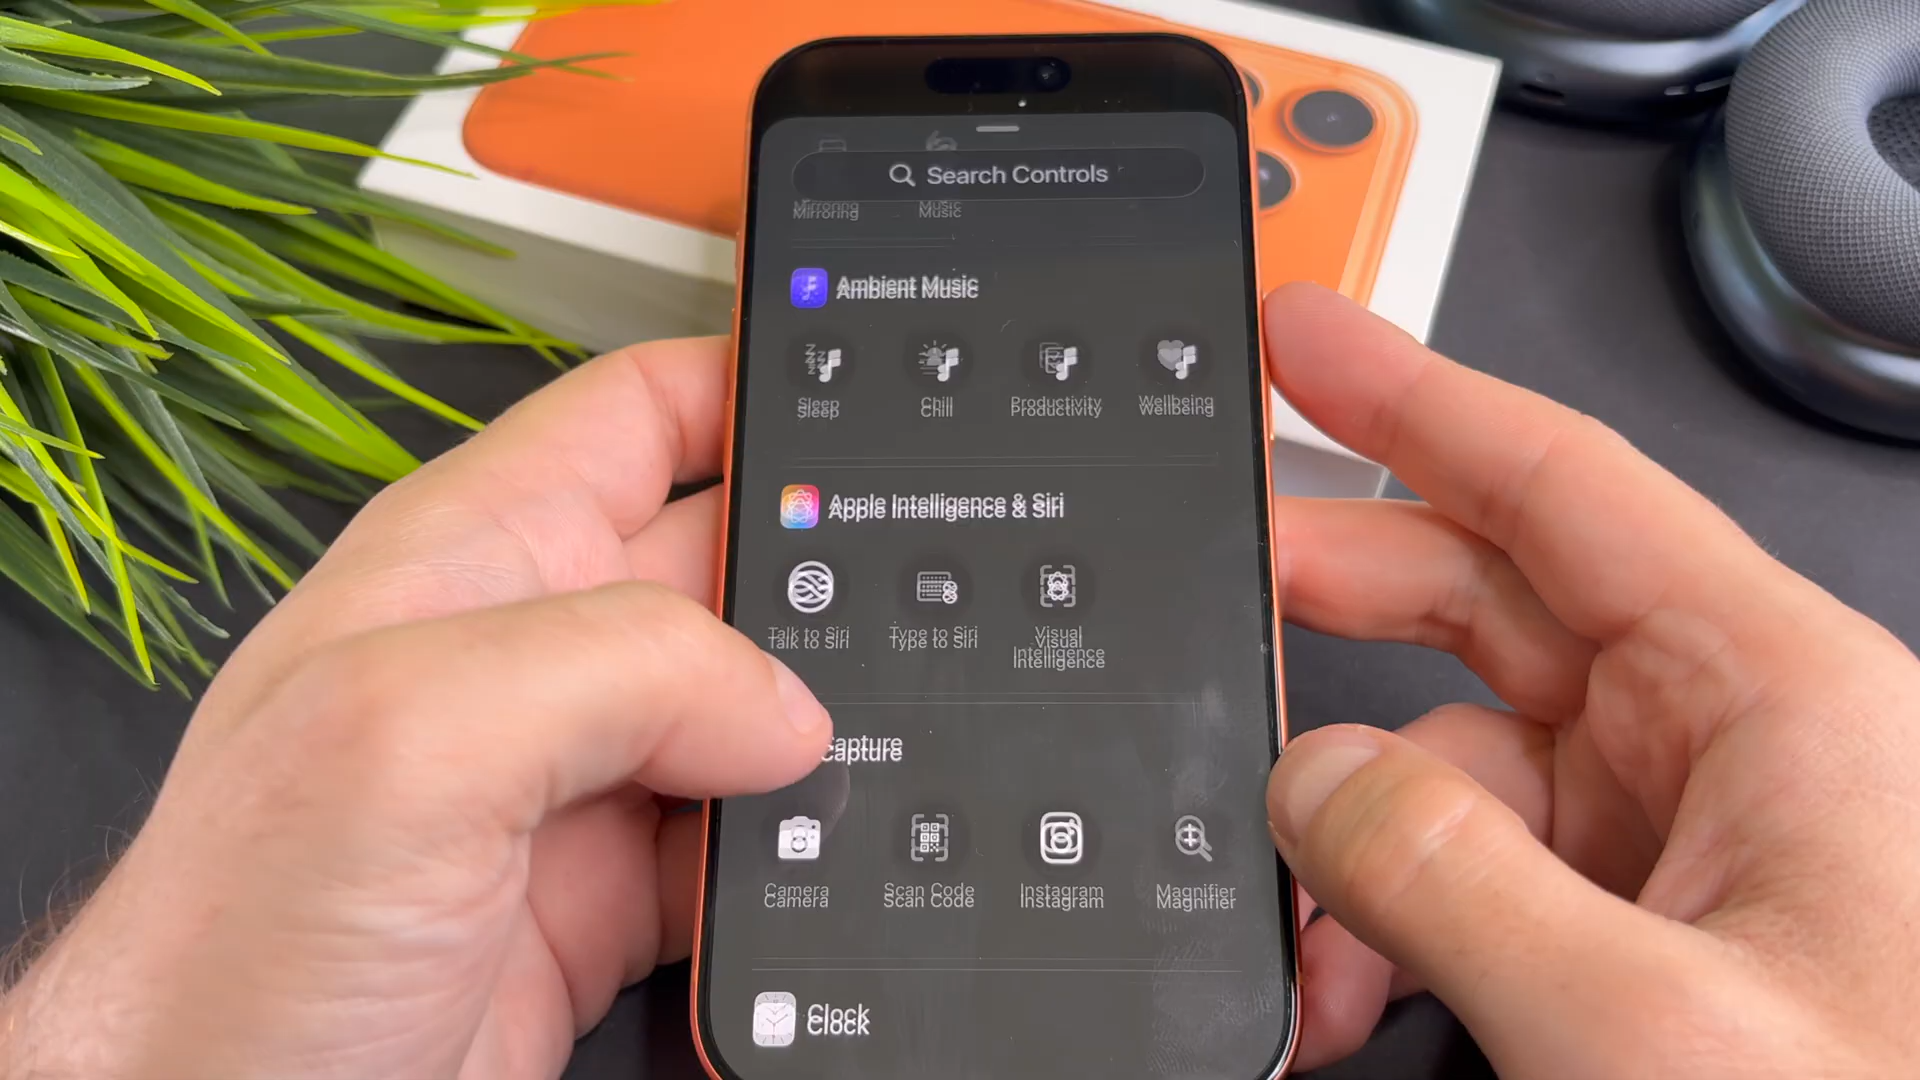 Search Controls
Mirroring Music
Ambient Music
Sleep Chill Productivity Wellbeing
Apple Intelligence & Siri
Talk to Siri Type to Siri Visual
Intelligence
Capture
Camera Scan Code Instagram Magnifier
Clock